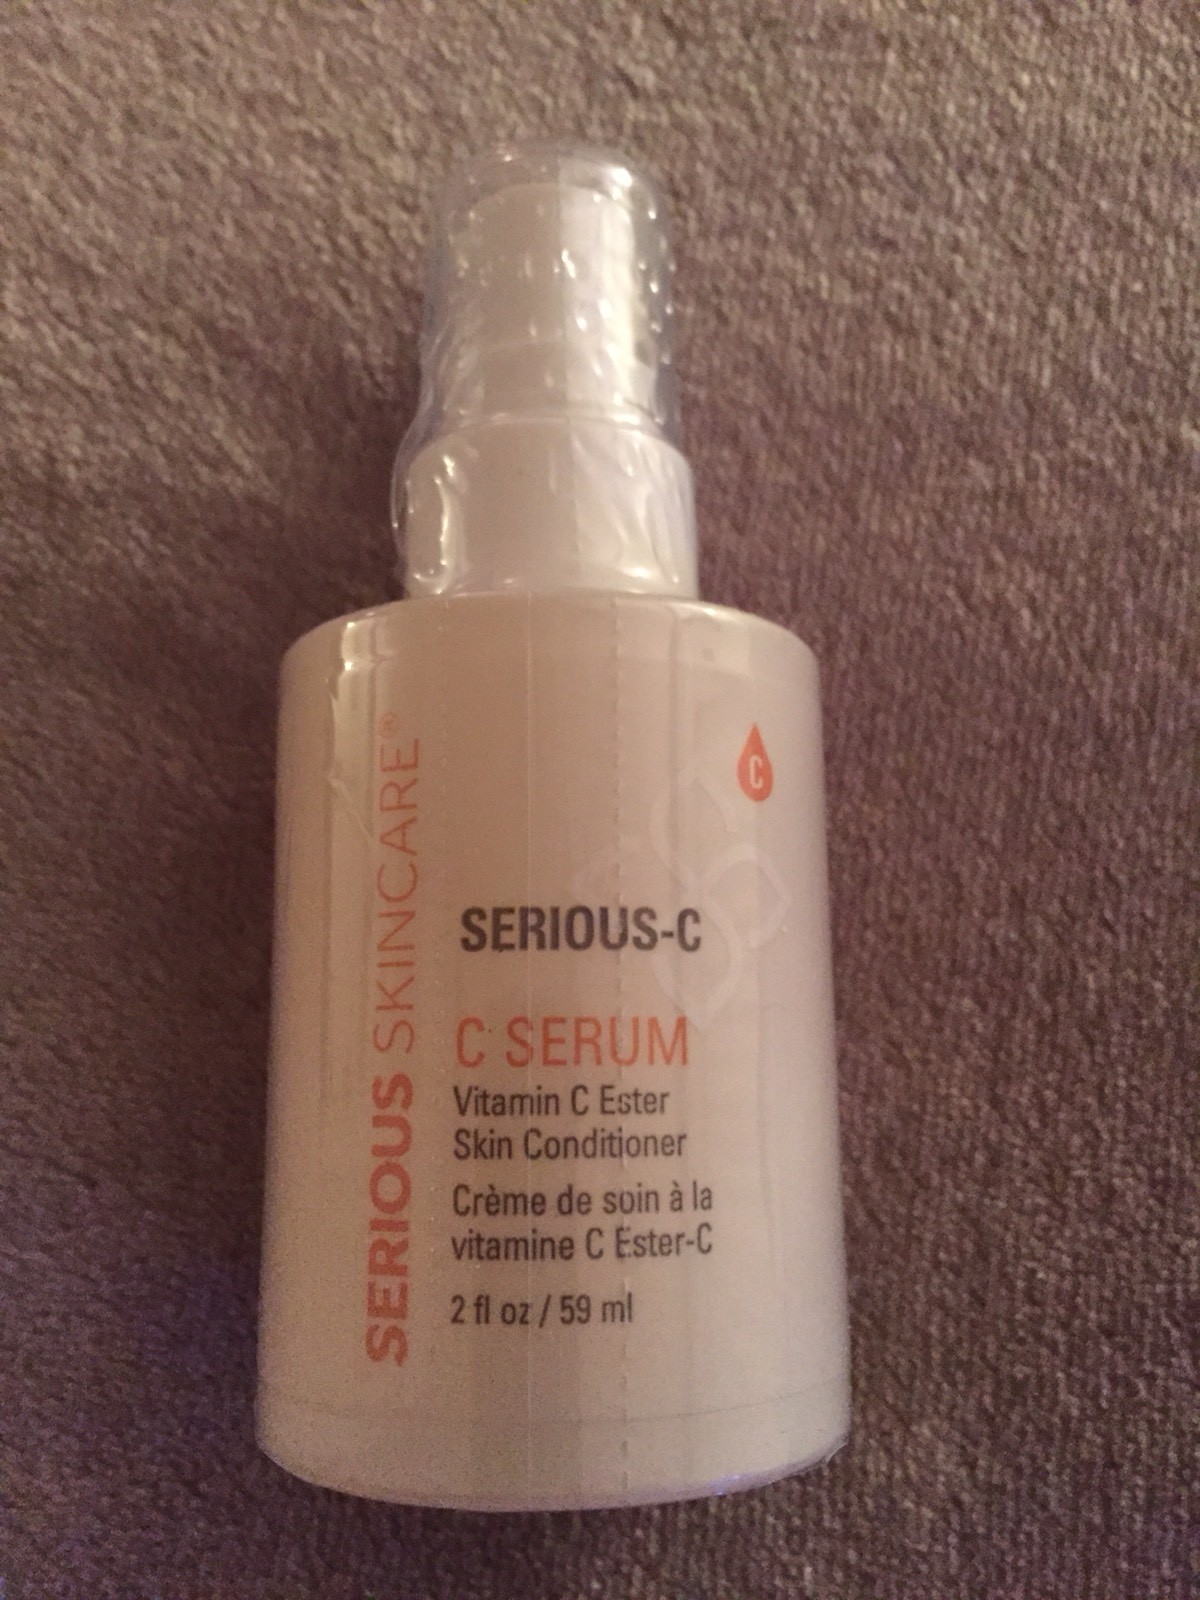 SERIOUS SKINCARE®
C
SERIOUS-C
C SERUM
Vitamin C Ester
Skin Conditioner
Crème de soin à la
vitamine C Ester-C
2 fl oz / 59 ml